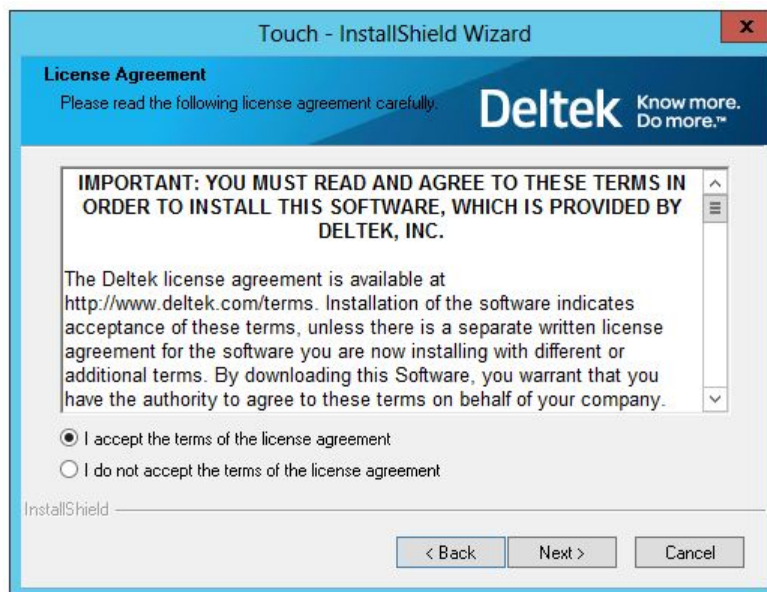 Touch - InstallShield Wizard
x
License Agreement
Please read the following license agreement carefully.
Deltek Know more.
Do more.™
IMPORTANT: YOU MUST READ AND AGREE TO THESE TERMS IN
ORDER TO INSTALL THIS SOFTWARE, WHICH IS PROVIDED BY
DELTEK, INC.
The Deltek license agreement is available at
http://www.deltek.com/terms. Installation of the software indicates
acceptance of these terms, unless there is a separate written license
agreement for the software you are now installing with different or
additional terms. By downloading this Software, you warrant that you
have the authority to agree to these terms on behalf of your company.
I accept the terms of the license agreement
I do not accept the terms of the license agreement
InstallShield
< Back Next > Cancel